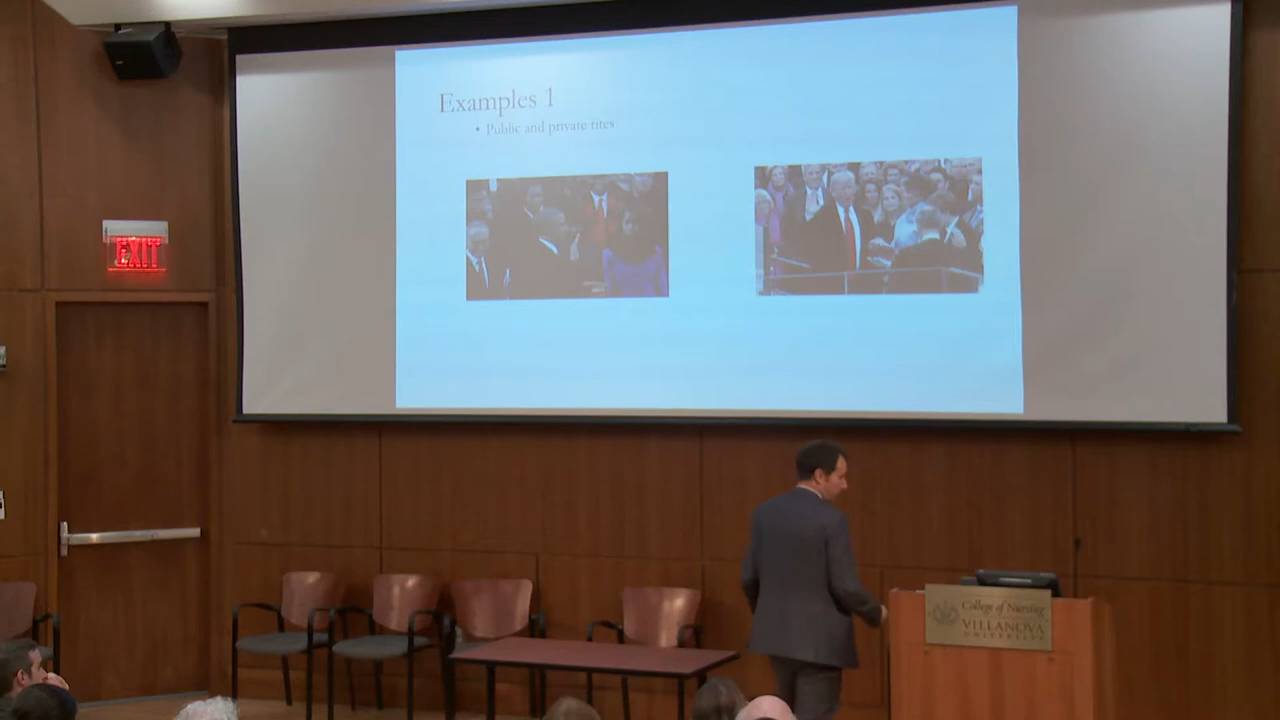 Examples 1
• Public and private rites
EXIT
College of Nursing
VILLANOVA
UNIVERSITY